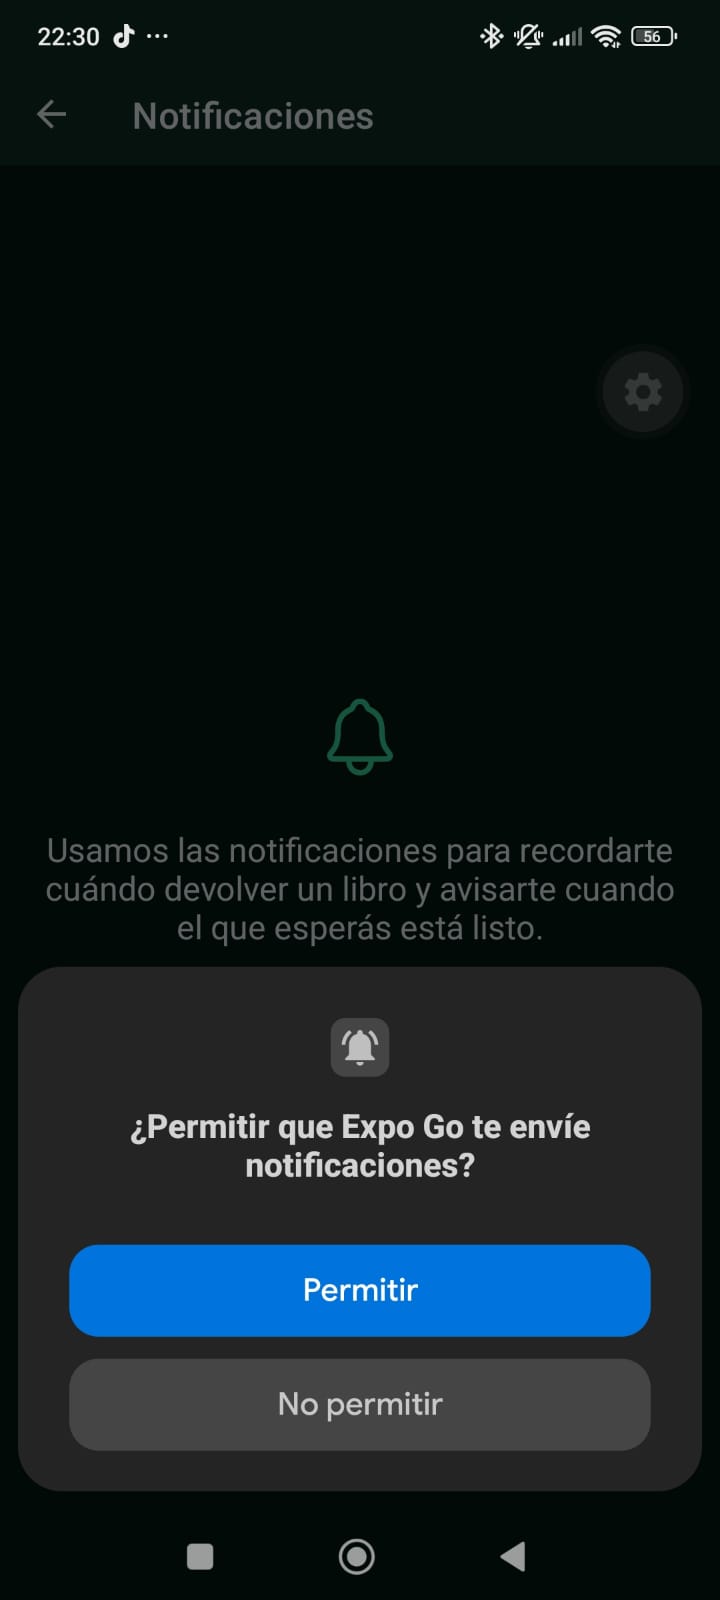 22:30
56
Notificaciones
Usamos las notificaciones para recordarte
cuándo devolver un libro y avisarte cuando
el que esperás está listo.
¿Permitir que Expo Go te envíe
notificaciones?
Permitir
No permitir